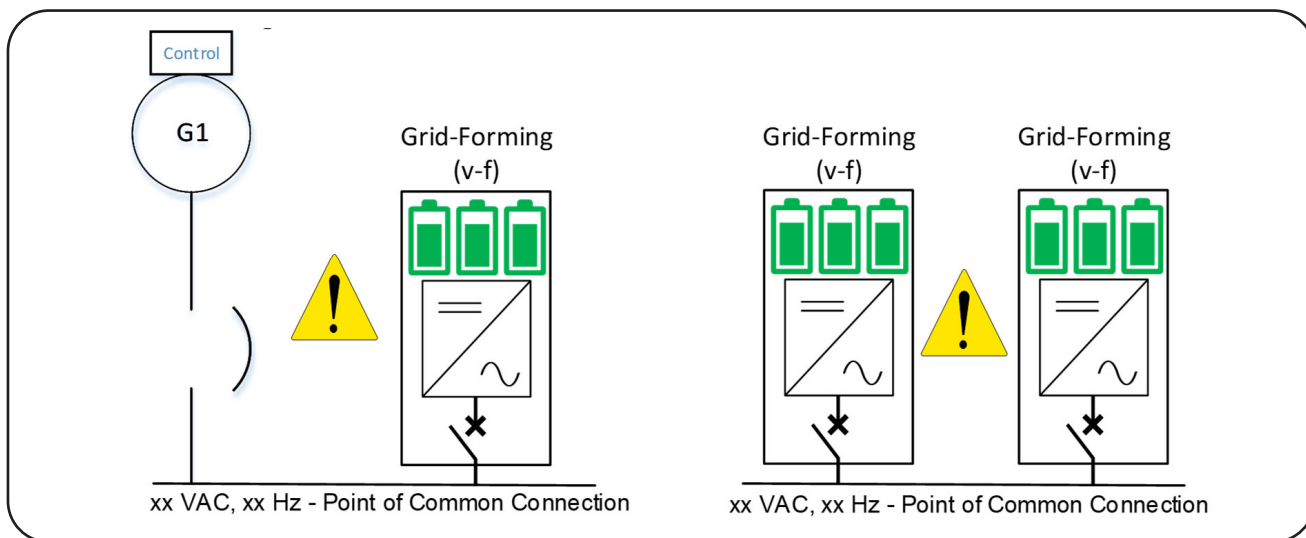 Control
G1
Grid-Forming
(v-f)
xx VAC, xx Hz - Point of Common Connection
Grid-Forming
(v-f)
Grid-Forming
(v-f)
xx VAC, xx Hz - Point of Common Connection